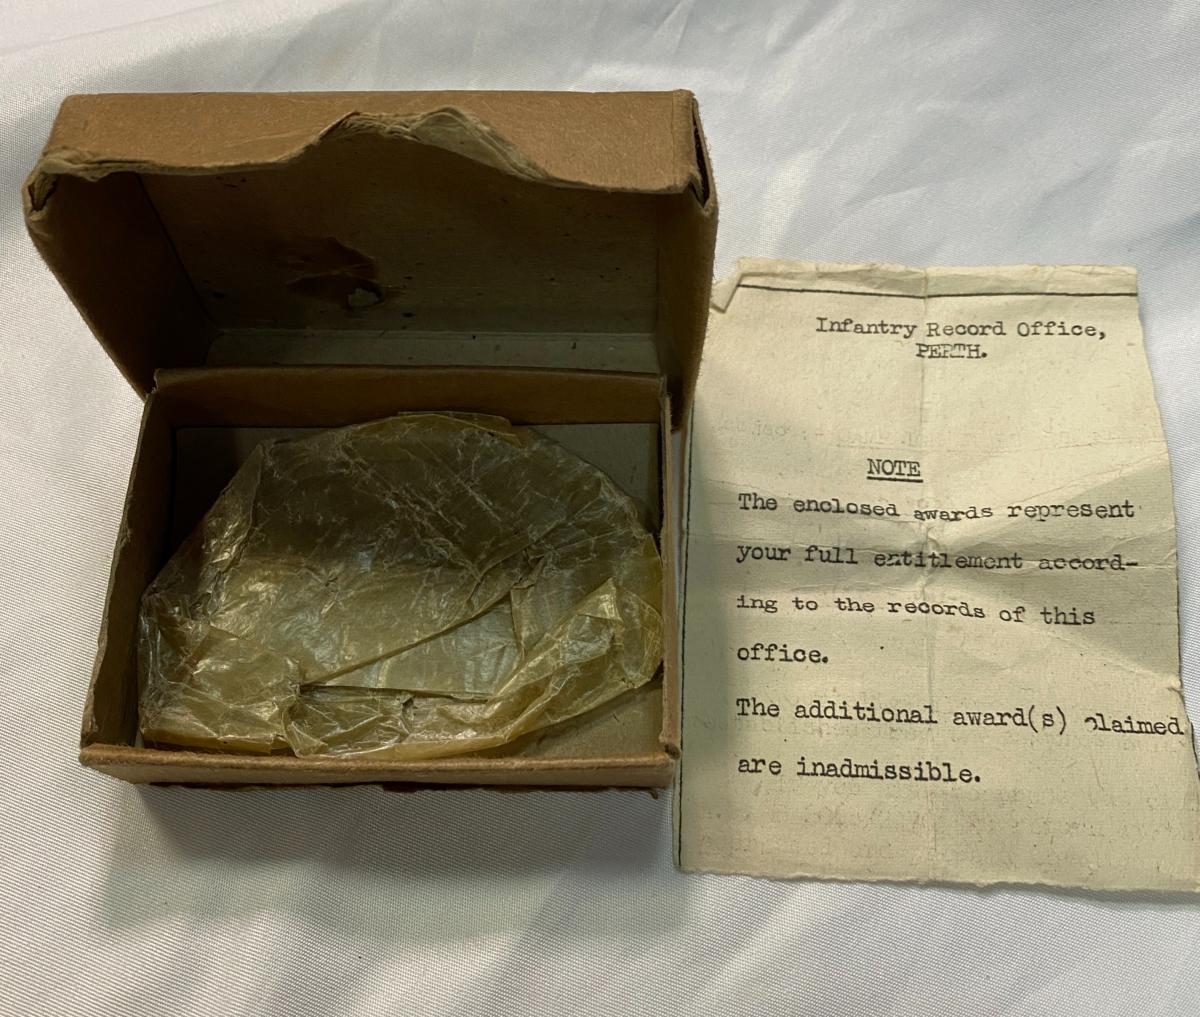 Infantry Record Office,
PERTH.
NOTE
The enclosed awards represent
your full entitlement accord-
ing to the records of this
office.
The additional award(s) claimed
are inadmissible.